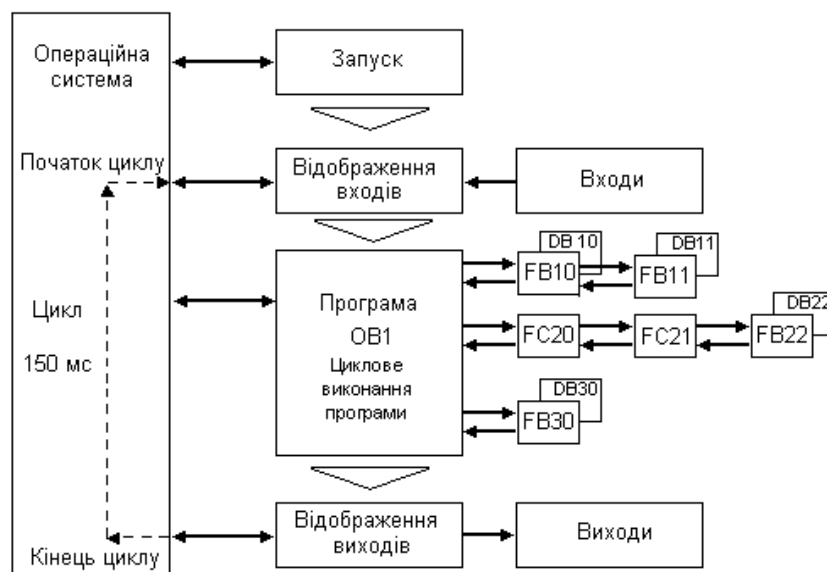 Операційна
система
Запуск
Початок циклу
Відображення
входів
Входи
Цикл
150 мс
Програма
ОВ1
Циклове
виконання
програми
DB 10
FB10
DB11
FB11
FC20
FC21
DB22
FB22
DB30
FB30
Відображення
виходів
Виходи
Кінець циклу